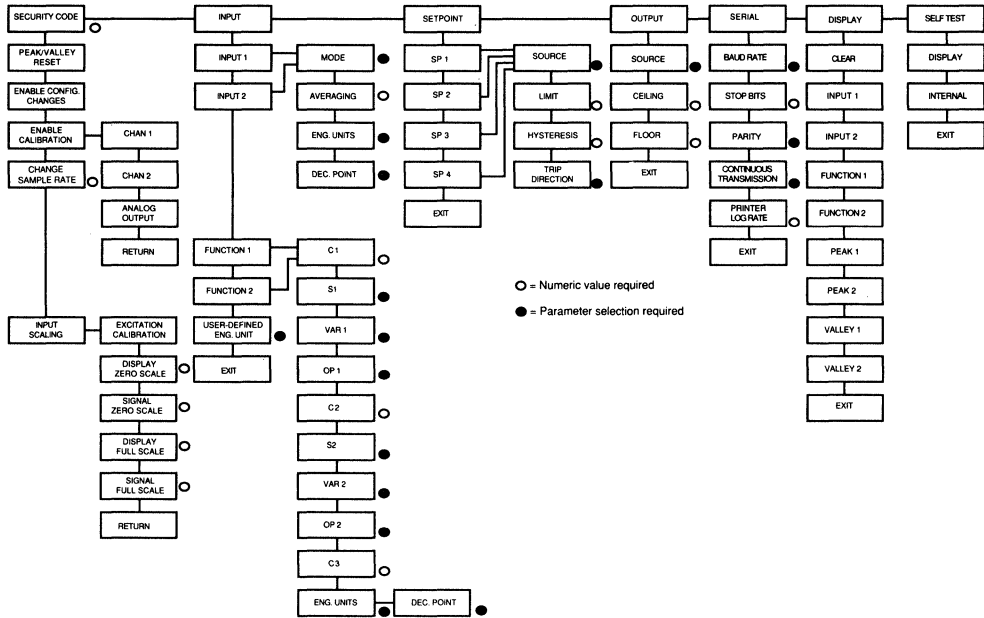 SECURITY CODE
PEAK/VALLEY
RESET
ENABLE CONFIG.
CHANGES
ENABLE
CALIBRATION
CHANGE
SAMPLE RATE
INPUT
SCALING
CHAN 1
CHAN 2
ANALOG
OUTPUT
RETURN
EXCITATION
CALIBRATION
DISPLAY
ZERO SCALE
SIGNAL
ZERO SCALE
DISPLAY
FULL SCALE
SIGNAL
FULL SCALE
RETURN
INPUT
INPUT 1
INPUT 2
FUNCTION 1
FUNCTION 2
USER-DEFINED
ENG. UNIT
EXIT
MODE
AVERAGING
ENG. UNITS
DEC. POINT
C1
S1
VAR 1
OP 1
C2
S2
VAR 2
OP 2
C3
ENG. UNITS
DEC. POINT
SETPOINT
SP 1
SP 2
SP 3
SP 4
EXIT
SOURCE
LIMIT
HYSTERESIS
TRIP
DIRECTION
OUTPUT
SOURCE
CEILING
FLOOR
EXIT
SERIAL
BAUD RATE
STOP BITS
PARITY
CONTINUOUS
TRANSMISSION
PRINTER
LOG RATE
EXIT
DISPLAY
CLEAR
INPUT 1
INPUT 2
FUNCTION 1
FUNCTION 2
PEAK 1
PEAK 2
VALLEY 1
VALLEY 2
EXIT
SELF TEST
DISPLAY
INTERNAL
EXIT
= Numeric value required
= Parameter selection required